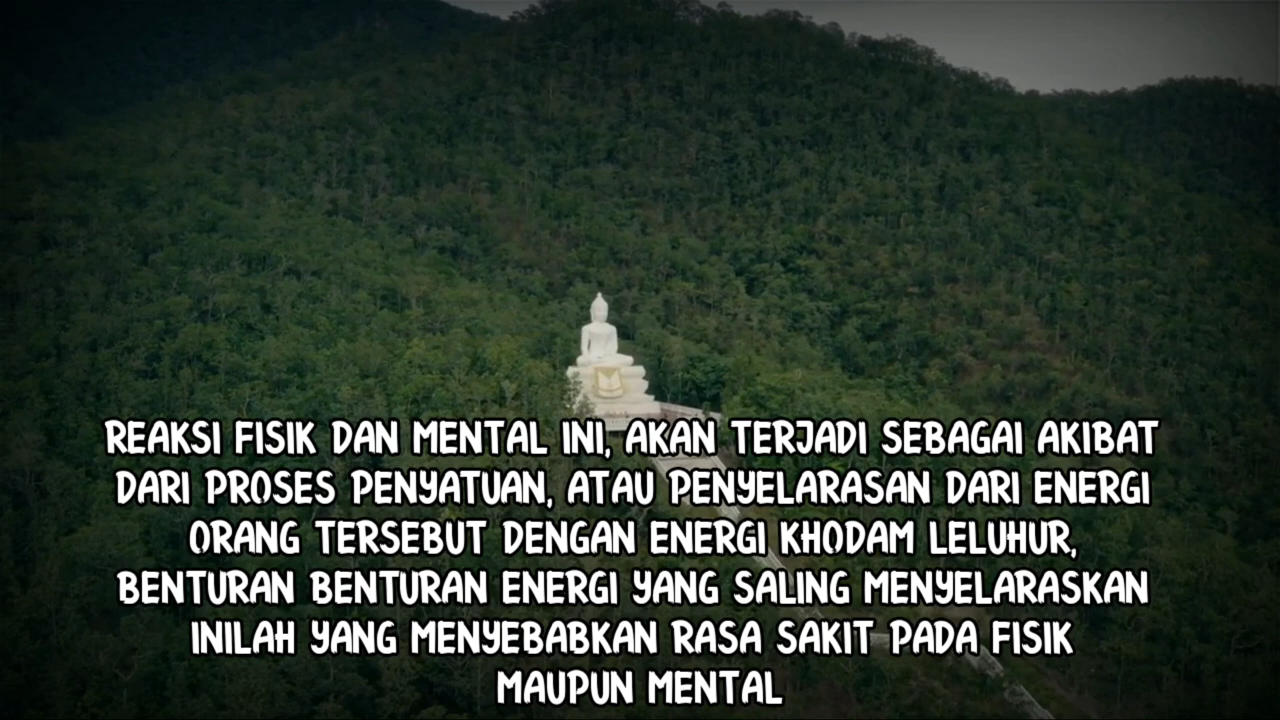 REAKSI FISIK DAN MENTAL INI, AKAN TERJADI SEBAGAI AKIBAT
DARI PROSES PENYATUAN, ATAU PENYELARASAN DARI ENERGI
ORANG TERSEBUT DENGAN ENERGI KHODAM LELUHUR,
BENTURAN BENTURAN ENERGI YANG SALING MENYELARASKAN
INILAH YANG MENYEBABKAN RASA SAKIT PADA FISIK
MAUPUN MENTAL